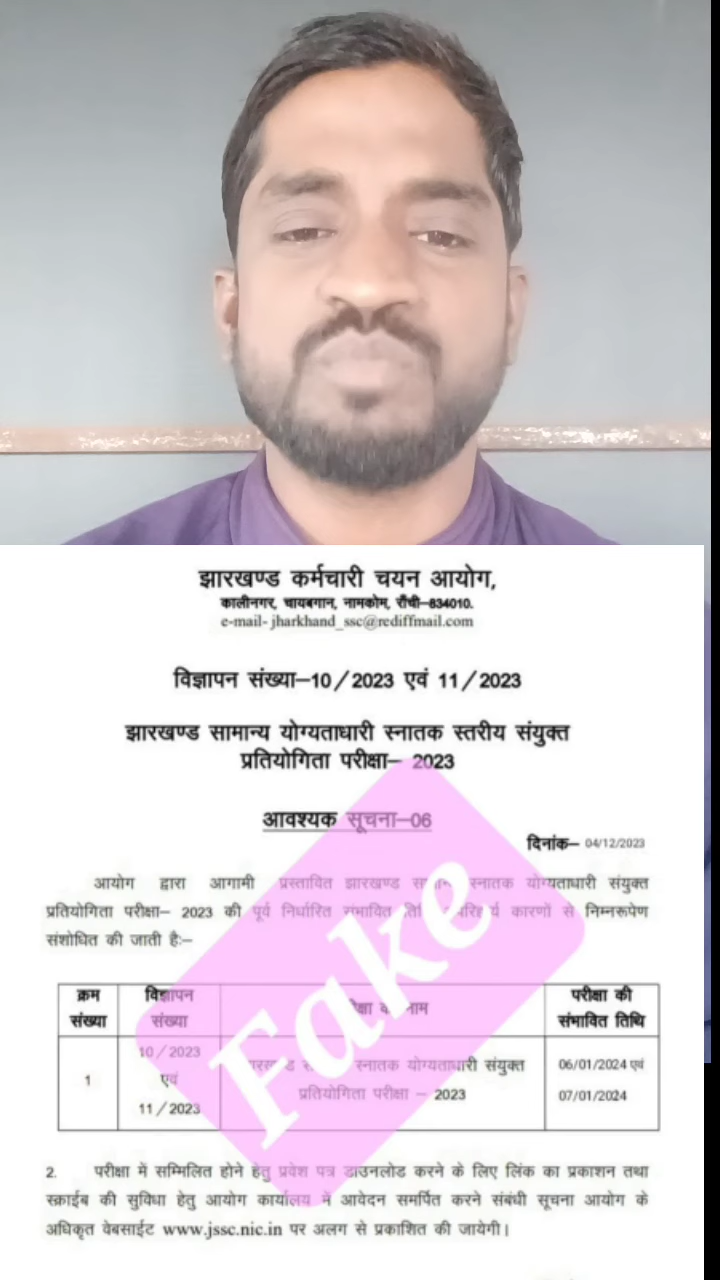 झारखण्ड कर्मचारी चयन आयोग,
कालीनगर, चायबगान, नामकोम, राँची–834010.
e-mail- jharkhand_ssc@rediffmail.com
विज्ञापन संख्या–10/2023 एवं 11/2023
झारखण्ड सामान्य योग्यताधारी स्नातक स्तरीय संयुक्त
प्रतियोगिता परीक्षा– 2023
आवश्यक सूचना–06
दिनांक– 04/12/2023
आयोग द्वारा आगामी प्रस्तावित झारखण्ड स्नातक योग्यताधारी संयुक्त
प्रतियोगिता परीक्षा– 2023 की पूर्व निर्धारित संभावित कारणों से निम्नरूपेण
संशोधित की जाती है:–
क्रम संख्या
विज्ञापन संख्या
नाम
परीक्षा की संभावित तिथि
1
10/2023 एवं 11/2023
स्नातक योग्यताधारी संयुक्त
प्रतियोगिता परीक्षा – 2023
06/01/2024 एवं
07/01/2024
Fake
2. परीक्षा में सम्मिलित होने हेतु प्रवेश पत्र डाउनलोड करने के लिए लिंक का प्रकाशन तथा
स्क्राईब की सुविधा हेतु आयोग कार्यालय में आवेदन समर्पित करने संबंधी सूचना आयोग के
अधिकृत वेबसाईट www.jssc.nic.in पर अलग से प्रकाशित की जायेगी।